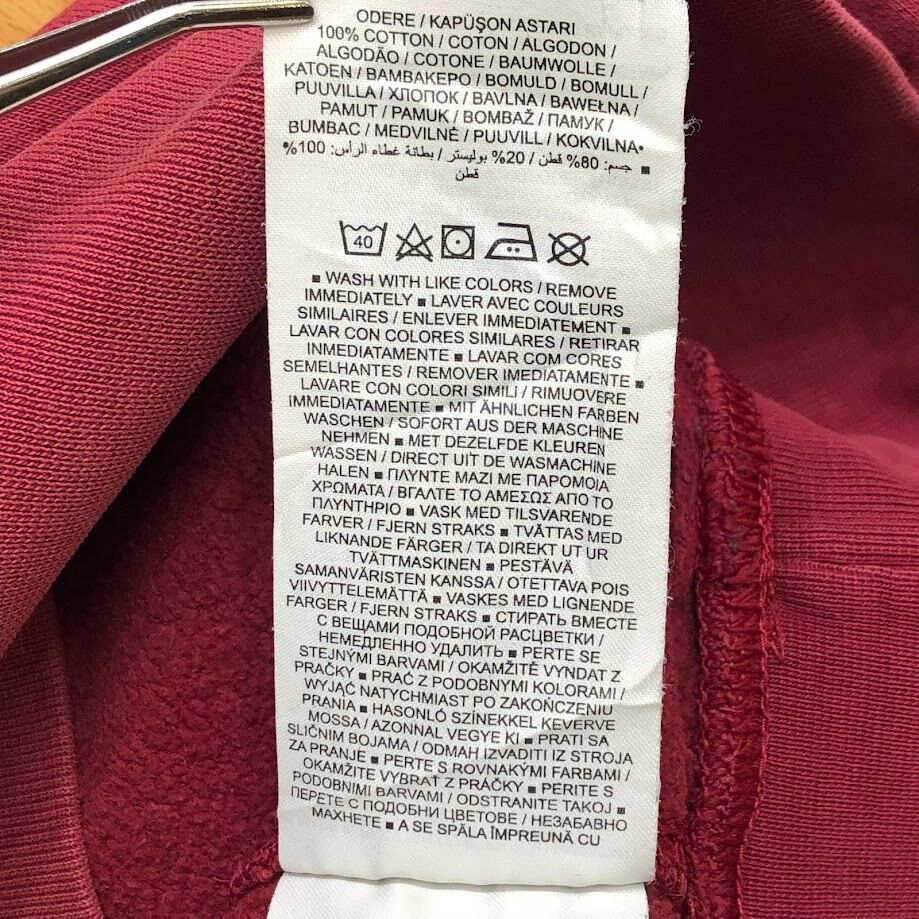 ODERE / KAPÜŞON ASTARI
100% COTTON / COTON / ALGODON /
ALGODÃO / COTONE / BAUMWOLLE /
KATOEN / ΒΑΜΒΑΚΕΡΟ / BOMULD / BOMULL /
PUUVILLA / ХЛОПОК / BAVLNA / BAWEŁNA /
PAMUT / PAMUK / BOMBAŽ / ПАМУК /
BUMBAC / MEDVILNĖ / PUUVILL / KOKVILNA•
■ جسم: 80% قطن / 20% بوليستر / بطانة غطاء الرأس: 100%
قطن
40
■ WASH WITH LIKE COLORS / REMOVE
IMMEDIATELY ■ LAVER AVEC COULEURS
SIMILAIRES / ENLEVER IMMEDIATEMENT ■
LAVAR CON COLORES SIMILARES / RETIRAR
INMEDIATAMENTE ■ LAVAR COM CORES
SEMELHANTES / REMOVER IMEDIATAMENTE ■
LAVARE CON COLORI SIMILI / RIMUOVERE
IMMEDIATAMENTE ■ MIT ÄHNLICHEN FARBEN
WASCHEN / SOFORT AUS DER MASCHINE
NEHMEN ■ MET DEZELFDE KLEUREN
WASSEN / DIRECT UIT DE WASMACHINE
HALEN ■ ΠΛΥΝΤΕ ΜΑΖΙ ΜΕ ΠΑΡΟΜΟΙΑ
ΧΡΩΜΑΤΑ / ΒΓΑΛΤΕ ΤΟ ΑΜΕΣΩΣ ΑΠΟ ΤΟ
ΠΛΥΝΤΗΡΙΟ ■ VASK MED TILSVARENDE
FARVER / FJERN STRAKS ■ TVÄTTAS MED
LIKNANDE FÄRGER / TA DIREKT UT UR
TVÄTTMASKINEN ■ PESTÄVÄ
SAMANVÄRISTEN KANSSA / OTETTAVA POIS
VIIVYTTELEMÄTTÄ ■ VASKES MED LIGNENDE
FARGER / FJERN STRAKS ■ СТИРАТЬ ВМЕСТЕ
С ВЕЩАМИ ПОДОБНОЙ РАСЦВЕТКИ /
НЕМЕДЛЕННО УДАЛИТЬ ■ PERTE SE
STEJNÝMI BARVAMI / OKAMŽITĚ VYNDAT Z
PRAČKY ■ PRAĆ Z PODOBNYMI KOLORAMI /
WYJĄĆ NATYCHMIAST PO ZAKOŃCZENIU
PRANIA ■ HASONLÓ SZÍNEKKEL KEVERVE
MOSSA / AZONNAL VEGYE KI ■ PRATI SA
SLIČNIM BOJAMA / ODMAH IZVADITI IZ STROJA
ZA PRANJE ■ PERTE S ROVNAKÝMI FARBAMI /
OKAMŽITE VYBRAŤ Z PRÁČKY ■ PERITE S
PODOBNIMI BARVAMI / ODSTRANITE TAKOJ ■
ПЕРЕТЕ С ПОДОБНИ ЦВЕТОВЕ / НЕЗАБАВНО
МАХНЕТЕ ■ A SE SPĂLA ÎMPREUNĂ CU